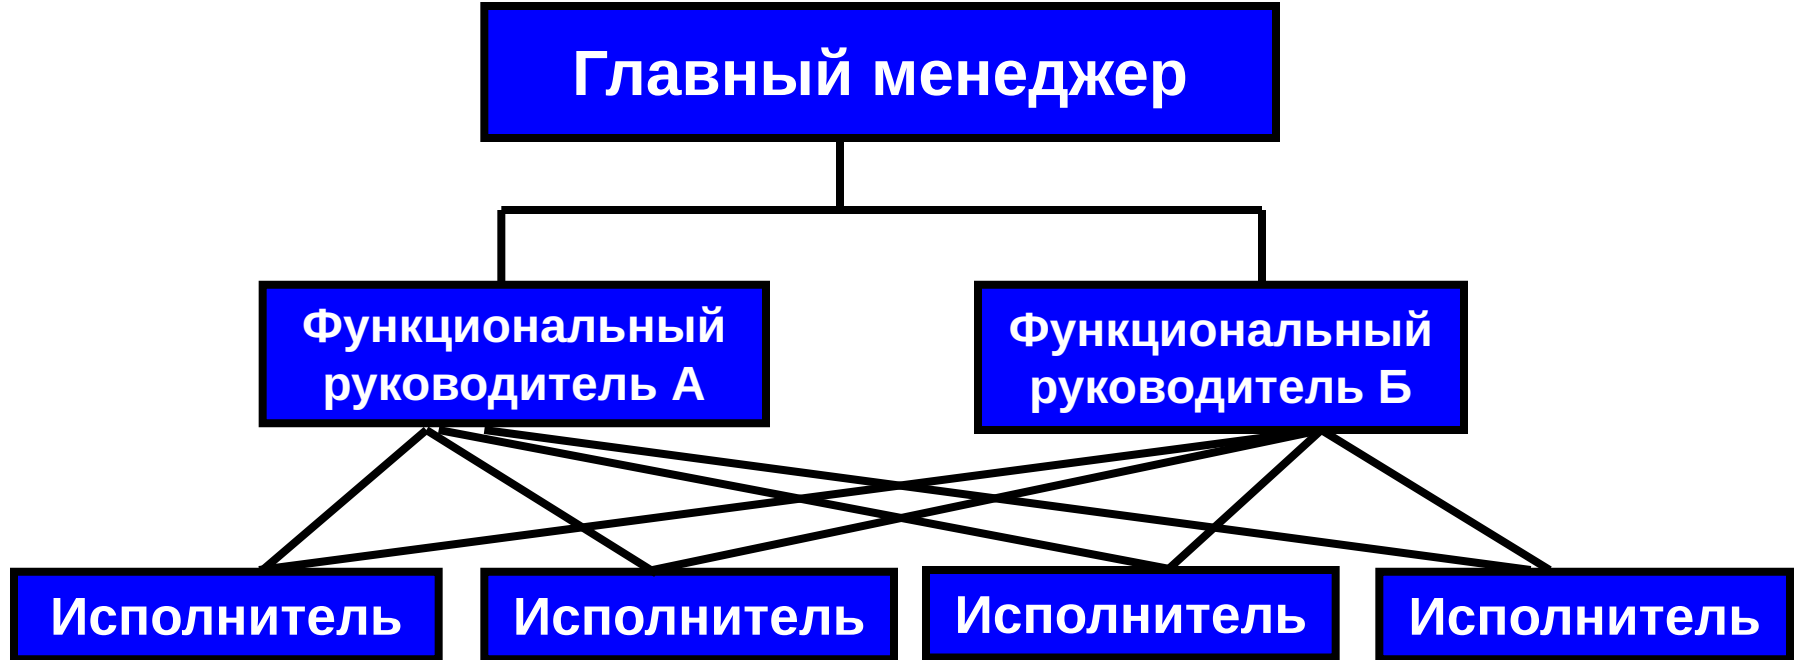 Главный менеджер
Функциональный
руководитель А
Функциональный
руководитель Б
Исполнитель
Исполнитель
Исполнитель
Исполнитель